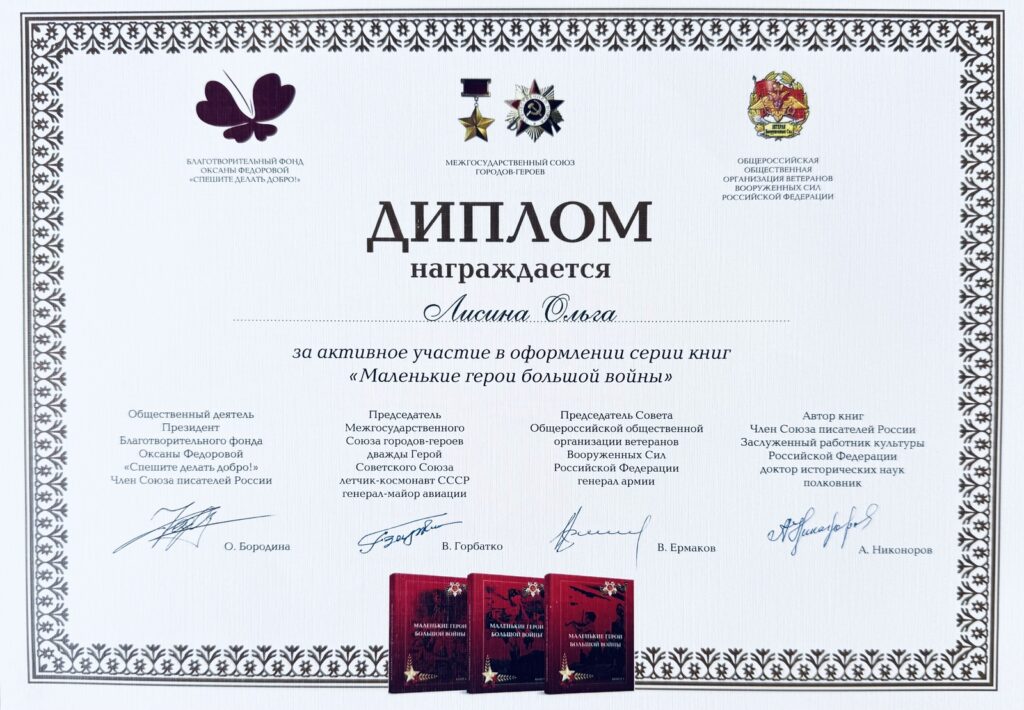 БЛАГОТВОРИТЕЛЬНЫЙ ФОНД
ОКСАНЫ ФЕДОРОВОЙ
«СПЕШИТЕ ДЕЛАТЬ ДОБРО!»
МЕЖГОСУДАРСТВЕННЫЙ СОЮЗ
ГОРОДОВ-ГЕРОЕВ
ОБЩЕРОССИЙСКАЯ
ОБЩЕСТВЕННАЯ
ОРГАНИЗАЦИЯ ВЕТЕРАНОВ
ВООРУЖЕННЫХ СИЛ
РОССИЙСКОЙ ФЕДЕРАЦИИ
ДИПЛОМ
награждается
Лисина Ольга
за активное участие в оформлении серии книг
«Маленькие герои большой войны»
Общественный деятель
Президент
Благотворительного фонда
Оксаны Федоровой
«Спешите делать добро!»
Член Союза писателей России
О. Бородина
Председатель
Межгосударственного
Союза городов-героев
дважды Герой
Советского Союза
летчик-космонавт СССР
генерал-майор авиации
В. Горбатко
Председатель Совета
Общероссийской общественной
организации ветеранов
Вооруженных Сил
Российской Федерации
генерал армии
В. Ермаков
Автор книг
Член Союза писателей России
Заслуженный работник культуры
Российской Федерации
доктор исторических наук
полковник
А. Никоноров
МАЛЕНЬКИЕ ГЕРОИ
БОЛЬШОЙ ВОЙНЫ
МАЛЕНЬКИЕ ГЕРОИ
БОЛЬШОЙ ВОЙНЫ
МАЛЕНЬКИЕ ГЕРОИ
БОЛЬШОЙ ВОЙНЫ